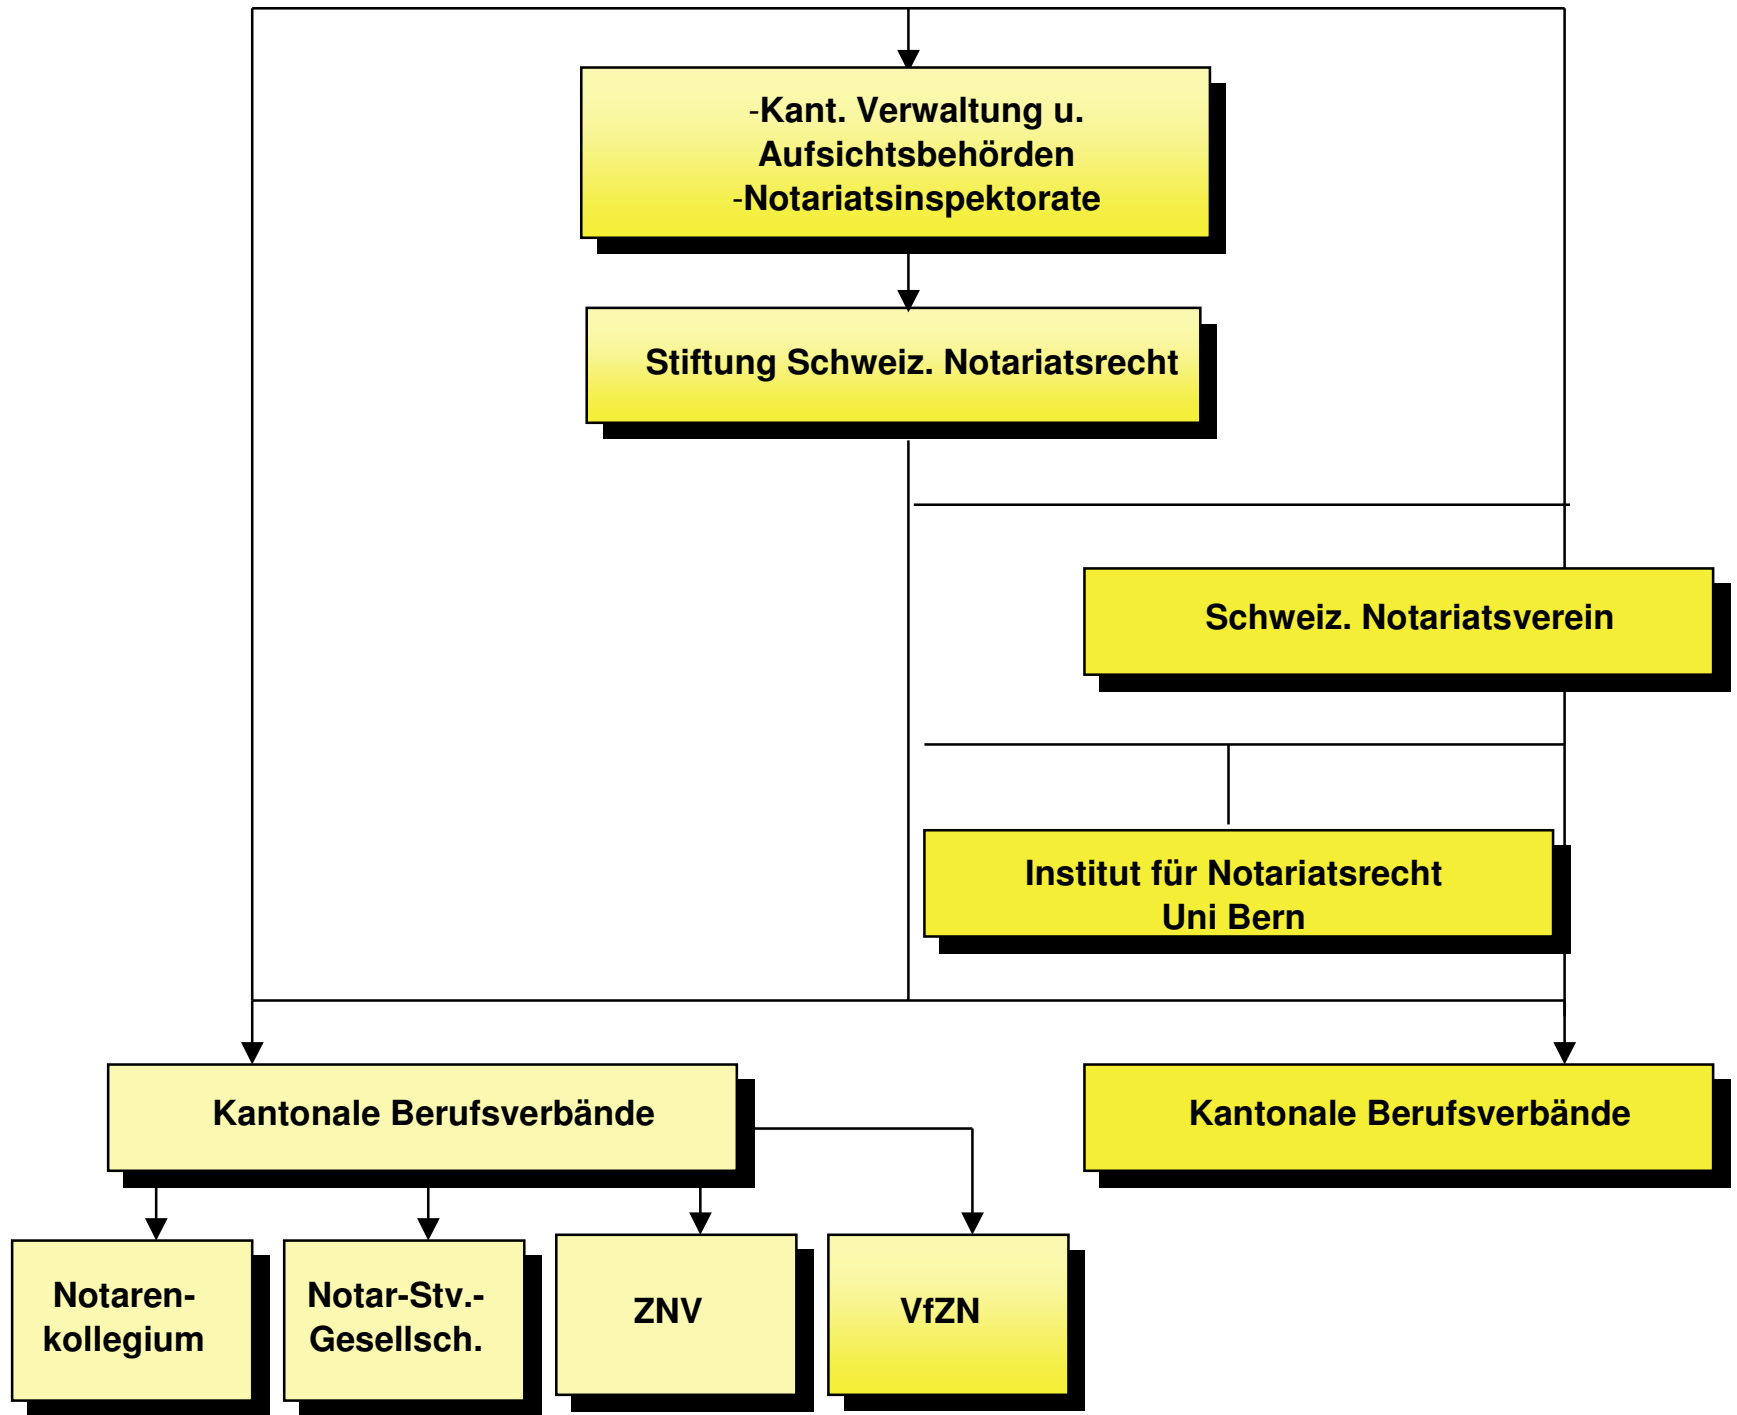 -Kant. Verwaltung u.
Aufsichtsbehörden
-Notariatsinspektorate
Stiftung Schweiz. Notariatsrecht
Schweiz. Notariatsverein
Institut für Notariatsrecht
Uni Bern
Kantonale Berufsverbände
Kantonale Berufsverbände
Notaren-
kollegium
Notar-Stv.-
Gesellsch.
ZNV
VfZN